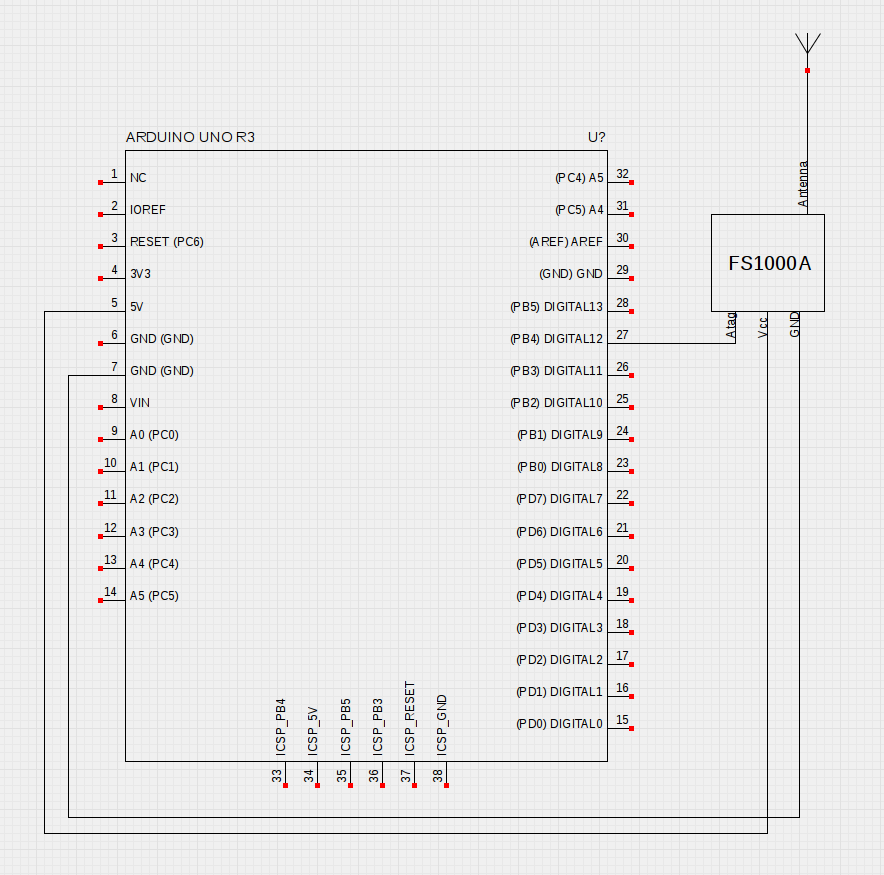 ARDUINO UNO R3
U?
1 NC
2 IOREF
3 RESET (PC6)
4 3V3
5 5V
6 GND (GND)
7 GND (GND)
8 VIN
9 A0 (PC0)
10 A1 (PC1)
11 A2 (PC2)
12 A3 (PC3)
13 A4 (PC4)
14 A5 (PC5)
(PC4) A5 32
(PC5) A4 31
(AREF) AREF 30
(GND) GND 29
(PB5) DIGITAL13 28
(PB4) DIGITAL12 27
(PB3) DIGITAL11 26
(PB2) DIGITAL10 25
(PB1) DIGITAL9 24
(PB0) DIGITAL8 23
(PD7) DIGITAL7 22
(PD6) DIGITAL6 21
(PD5) DIGITAL5 20
(PD4) DIGITAL4 19
(PD3) DIGITAL3 18
(PD2) DIGITAL2 17
(PD1) DIGITAL1 16
(PD0) DIGITAL0 15
33 ICSP_PB4
34 ICSP_5V
35 ICSP_PB5
36 ICSP_PB3
37 ICSP_RESET
38 ICSP_GND
Antenna
FS1000A
Atad
Vcc
GND